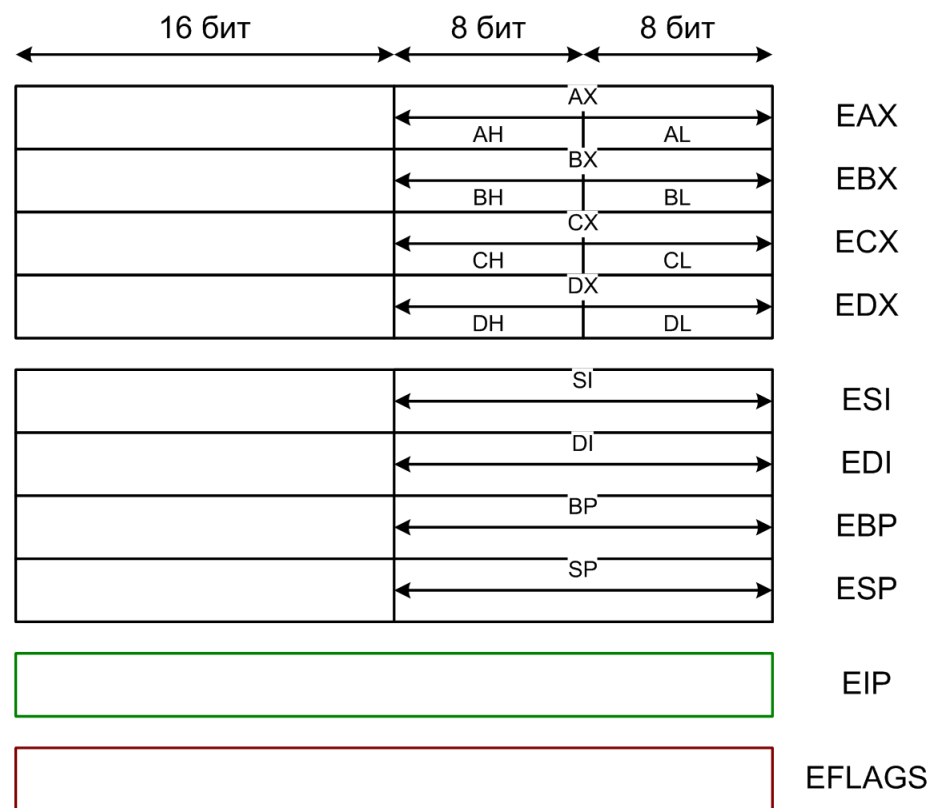 16 бит 8 бит 8 бит
AX EAX
AH AL
BX EBX
BH BL
CX ECX
CH CL
DX EDX
DH DL
SI ESI
DI EDI
BP EBP
SP ESP
EIP
EFLAGS